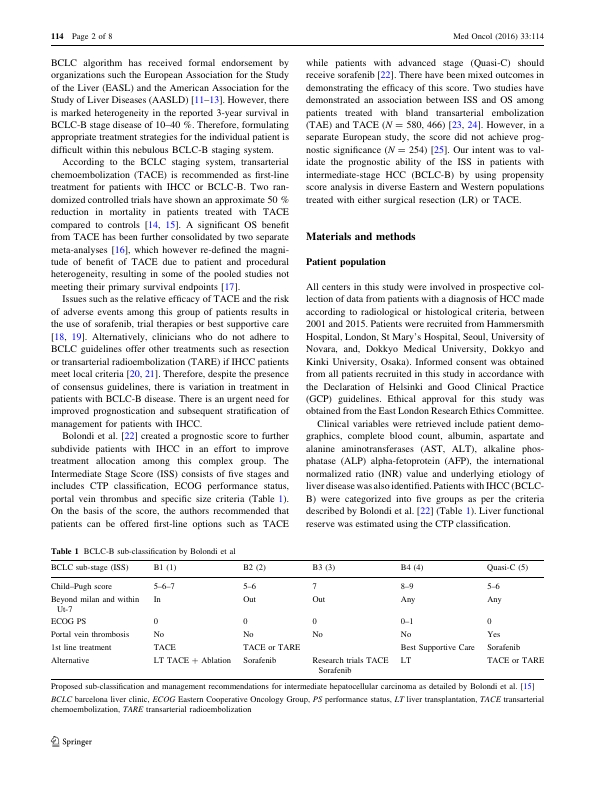 114 Page 2 of 8
Med Oncol (2016) 33:114
BCLC algorithm has received formal endorsement by
organizations such the European Association for the Study
of the Liver (EASL) and the American Association for the
Study of Liver Diseases (AASLD) [11–13]. However, there
is marked heterogeneity in the reported 3-year survival in
BCLC-B stage disease of 10–40 %. Therefore, formulating
appropriate treatment strategies for the individual patient is
difficult within this nebulous BCLC-B staging system.
According to the BCLC staging system, transarterial
chemoembolization (TACE) is recommended as first-line
treatment for patients with IHCC or BCLC-B. Two ran-
domized controlled trials have shown an approximate 50 %
reduction in mortality in patients treated with TACE
compared to controls [14, 15]. A significant OS benefit
from TACE has been further consolidated by two separate
meta-analyses [16], which however re-defined the magni-
tude of benefit of TACE due to patient and procedural
heterogeneity, resulting in some of the pooled studies not
meeting their primary survival endpoints [17].
Issues such as the relative efficacy of TACE and the risk
of adverse events among this group of patients results in
the use of sorafenib, trial therapies or best supportive care
[18, 19]. Alternatively, clinicians who do not adhere to
BCLC guidelines offer other treatments such as resection
or transarterial radioembolization (TARE) if IHCC patients
meet local criteria [20, 21]. Therefore, despite the presence
of consensus guidelines, there is variation in treatment in
patients with BCLC-B disease. There is an urgent need for
improved prognostication and subsequent stratification of
management for patients with IHCC.
Bolondi et al. [22] created a prognostic score to further
subdivide patients with IHCC in an effort to improve
treatment allocation among this complex group. The
Intermediate Stage Score (ISS) consists of five stages and
includes CTP classification, ECOG performance status,
portal vein thrombus and specific size criteria (Table 1).
On the basis of the score, the authors recommended that
patients can be offered first-line options such as TACE
while patients with advanced stage (Quasi-C) should
receive sorafenib [22]. There have been mixed outcomes in
demonstrating the efficacy of this score. Two studies have
demonstrated an association between ISS and OS among
patients treated with bland transarterial embolization
(TAE) and TACE (N = 580, 466) [23, 24]. However, in a
separate European study, the score did not achieve prog-
nostic significance (N = 254) [25]. Our intent was to val-
idate the prognostic ability of the ISS in patients with
intermediate-stage HCC (BCLC-B) by using propensity
score analysis in diverse Eastern and Western populations
treated with either surgical resection (LR) or TACE.
Materials and methods
Patient population
All centers in this study were involved in prospective col-
lection of data from patients with a diagnosis of HCC made
according to radiological or histological criteria, between
2001 and 2015. Patients were recruited from Hammersmith
Hospital, London, St Mary's Hospital, Seoul, University of
Novara, and, Dokkyo Medical University, Dokkyo and
Kinki University, Osaka). Informed consent was obtained
from all patients recruited in this study in accordance with
the Declaration of Helsinki and Good Clinical Practice
(GCP) guidelines. Ethical approval for this study was
obtained from the East London Research Ethics Committee.
Clinical variables were retrieved include patient demo-
graphics, complete blood count, albumin, aspartate and
alanine aminotransferases (AST, ALT), alkaline phos-
phatase (ALP) alpha-fetoprotein (AFP), the international
normalized ratio (INR) value and underlying etiology of
liver disease was also identified. Patients with IHCC (BCLC-
B) were categorized into five groups as per the criteria
described by Bolondi et al. [22] (Table 1). Liver functional
reserve was estimated using the CTP classification.
Table 1 BCLC-B sub-classification by Bolondi et al
BCLC sub-stage (ISS) B1 (1) B2 (2) B3 (3) B4 (4) Quasi-C (5)
Child–Pugh score 5–6–7 5–6 7 8–9 5–6
Beyond milan and within In Out Out Any Any
Ut-7
ECOG PS 0 0 0 0–1 0
Portal vein thrombosis No No No No Yes
1st line treatment TACE TACE or TARE Best Supportive Care Sorafenib
Alternative LT TACE + Ablation Sorafenib Research trials TACE LT TACE or TARE
Sorafenib
Proposed sub-classification and management recommendations for intermediate hepatocellular carcinoma as detailed by Bolondi et al. [15]
BCLC barcelona liver clinic, ECOG Eastern Cooperative Oncology Group, PS performance status, LT liver transplantation, TACE transarterial
chemoembolization, TARE transarterial radioembolization
Springer